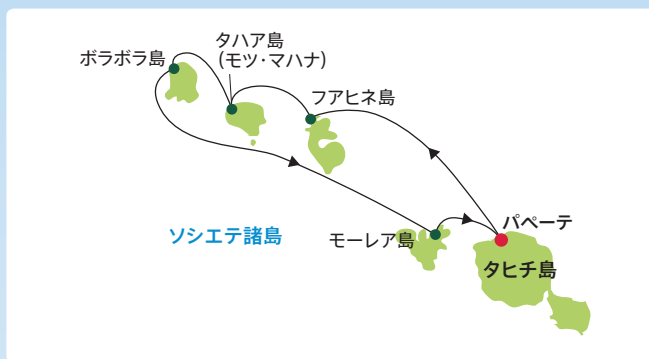 タハア島
(モツ・マハナ)
ボラボラ島
フアヒネ島
パペーテ
ソシエテ諸島
モーレア島
タヒチ島